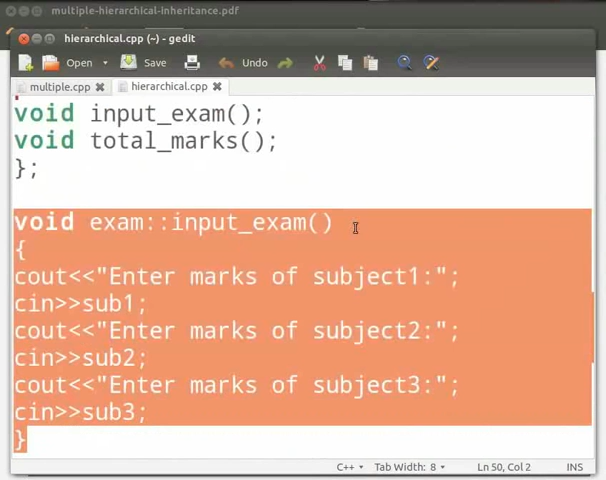 multiple-hierarchical-inheritance.pdf
hierarchical.cpp (~) - gedit
Open Save Undo
multiple.cpp hierarchical.cpp
void input_exam();
void total_marks();
};
void exam::input_exam()
{
cout<<"Enter marks of subject1:";
cin>>sub1;
cout<<"Enter marks of subject2:";
cin>>sub2;
cout<<"Enter marks of subject3:";
cin>>sub3;
}
C++ Tab Width: 8 Ln 50, Col 2 INS